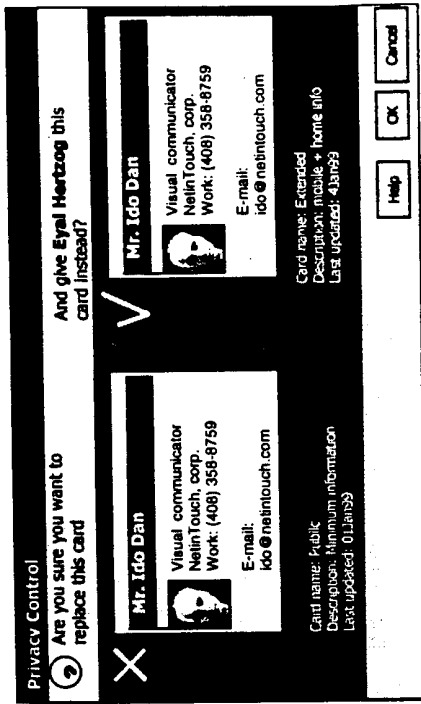 Privacy Control
? Are you sure you want to
replace this card
And give Eyal Hertzog this
card instead?
Mr. Ido Dan
Visual communicator
NetinTouch, corp.
Work: (408) 358-8759
E-mail:
ido@netintouch.com
Card name: Public
Description: Minimum information
Last updated: 01Jan99
Mr. Ido Dan
Visual communicator
NetinTouch, corp.
Work: (408) 358-8759
E-mail:
ido@netintouch.com
Card name: Extended
Description: mobile + home info
Last updated: 4Jan99
Help
OK
Cancel